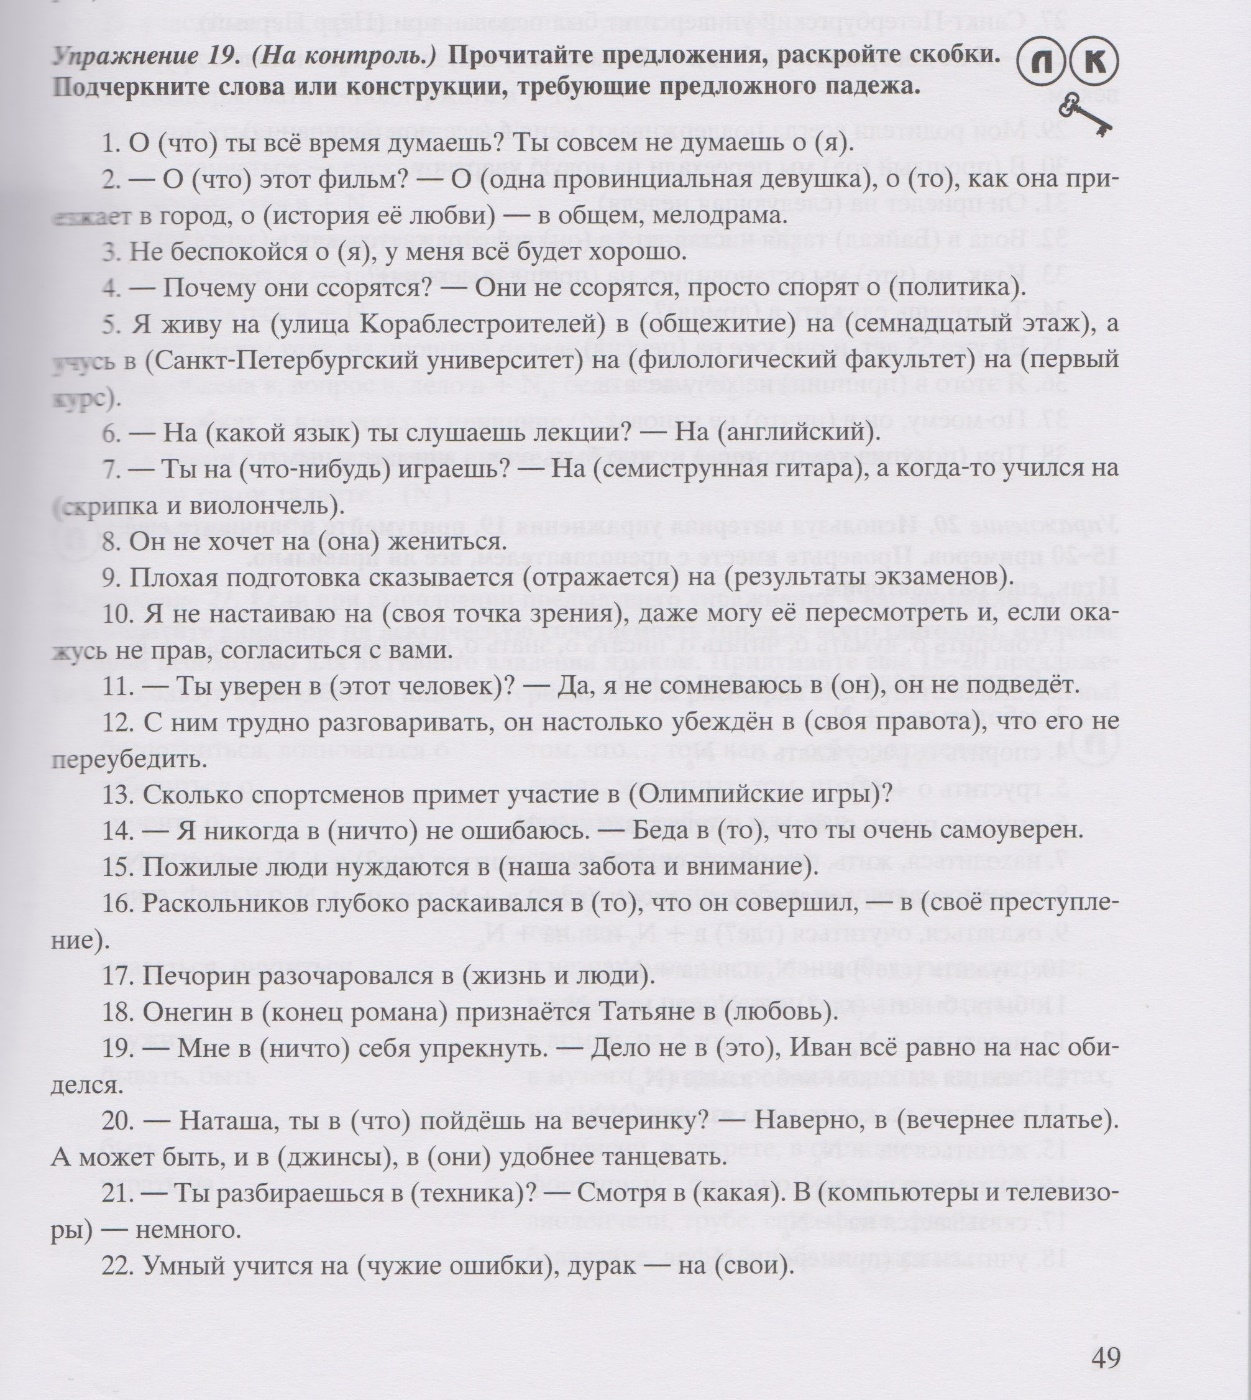 Упражнение 19. (На контроль.) Прочитайте предложения, раскройте скобки.
Подчеркните слова или конструкции, требующие предложного падежа.
Л К
1. О (что) ты всё время думаешь? Ты совсем не думаешь о (я).
2. — О (что) этот фильм? — О (одна провинциальная девушка), о (то), как она при-
езжает в город, о (история её любви) — в общем, мелодрама.
3. Не беспокойся о (я), у меня всё будет хорошо.
4. — Почему они ссорятся? — Они не ссорятся, просто спорят о (политика).
5. Я живу на (улица Кораблестроителей) в (общежитие) на (семнадцатый этаж), а
учусь в (Санкт-Петербургский университет) на (филологический факультет) на (первый
курс).
6. — На (какой язык) ты слушаешь лекции? — На (английский).
7. — Ты на (что-нибудь) играешь? — На (семиструнная гитара), а когда-то учился на
(скрипка и виолончель).
8. Он не хочет на (она) жениться.
9. Плохая подготовка сказывается (отражается) на (результаты экзаменов).
10. Я не настаиваю на (своя точка зрения), даже могу её пересмотреть и, если ока-
жусь не прав, согласиться с вами.
11. — Ты уверен в (этот человек)? — Да, я не сомневаюсь в (он), он не подведёт.
12. С ним трудно разговаривать, он настолько убеждён в (своя правота), что его не
переубедить.
13. Сколько спортсменов примет участие в (Олимпийские игры)?
14. — Я никогда в (ничто) не ошибаюсь. — Беда в (то), что ты очень самоуверен.
15. Пожилые люди нуждаются в (наша забота и внимание).
16. Раскольников глубоко раскаивался в (то), что он совершил, — в (своё преступле-
ние).
17. Печорин разочаровался в (жизнь и люди).
18. Онегин в (конец романа) признаётся Татьяне в (любовь).
19. — Мне в (ничто) себя упрекнуть. — Дело не в (это), Иван всё равно на нас оби-
делся.
20. — Наташа, ты в (что) пойдёшь на вечеринку? — Наверно, в (вечернее платье).
А может быть, и в (джинсы), в (они) удобнее танцевать.
21. — Ты разбираешься в (техника)? — Смотря в (какая). В (компьютеры и телевизо-
ры) — немного.
22. Умный учится на (чужие ошибки), дурак — на (свои).
49